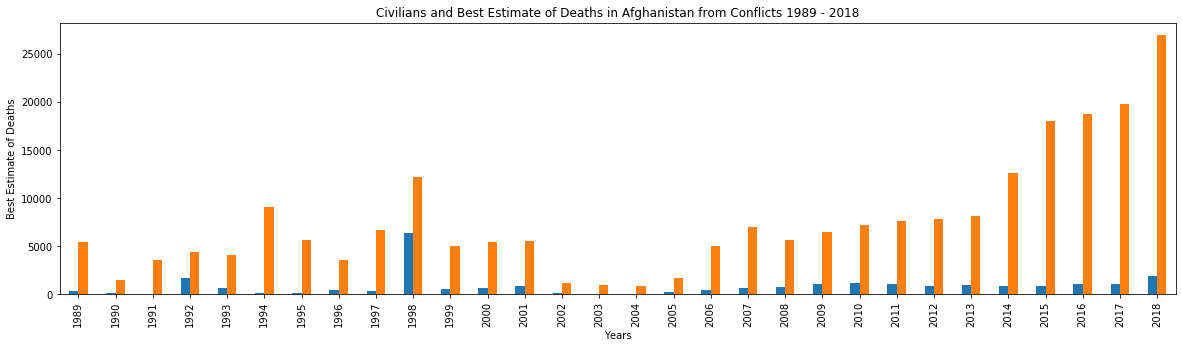 Civilians and Best Estimate of Deaths in Afghanistan from Conflicts 1989 - 2018
Best Estimate of Deaths
25000
20000
15000
10000
5000
0
1989 1990 1991 1992 1993 1994 1995 1996 1997 1998 1999 2000 2001 2002 2003 2004 2005 2006 2007 2008 2009 2010 2011 2012 2013 2014 2015 2016 2017 2018
Years